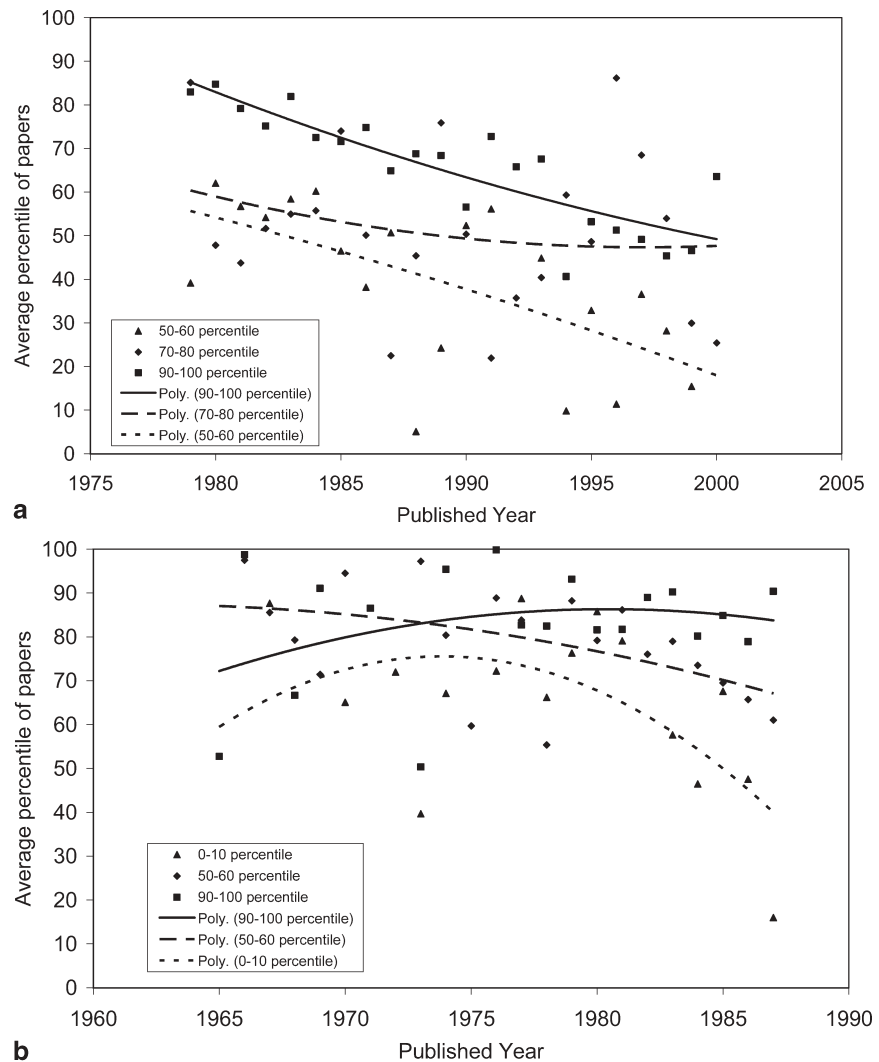 100
90
80
70
60
50
40
30
20
10
0
Average percentile of papers
50-60 percentile
70-80 percentile
90-100 percentile
Poly. (90-100 percentile)
Poly. (70-80 percentile)
Poly. (50-60 percentile)
1975 1980 1985 1990 1995 2000 2005
a
Published Year
100
90
80
70
60
50
40
30
20
10
0
Average percentile of papers
0-10 percentile
50-60 percentile
90-100 percentile
Poly. (90-100 percentile)
Poly. (50-60 percentile)
Poly. (0-10 percentile)
1960 1965 1970 1975 1980 1985 1990
b
Published Year